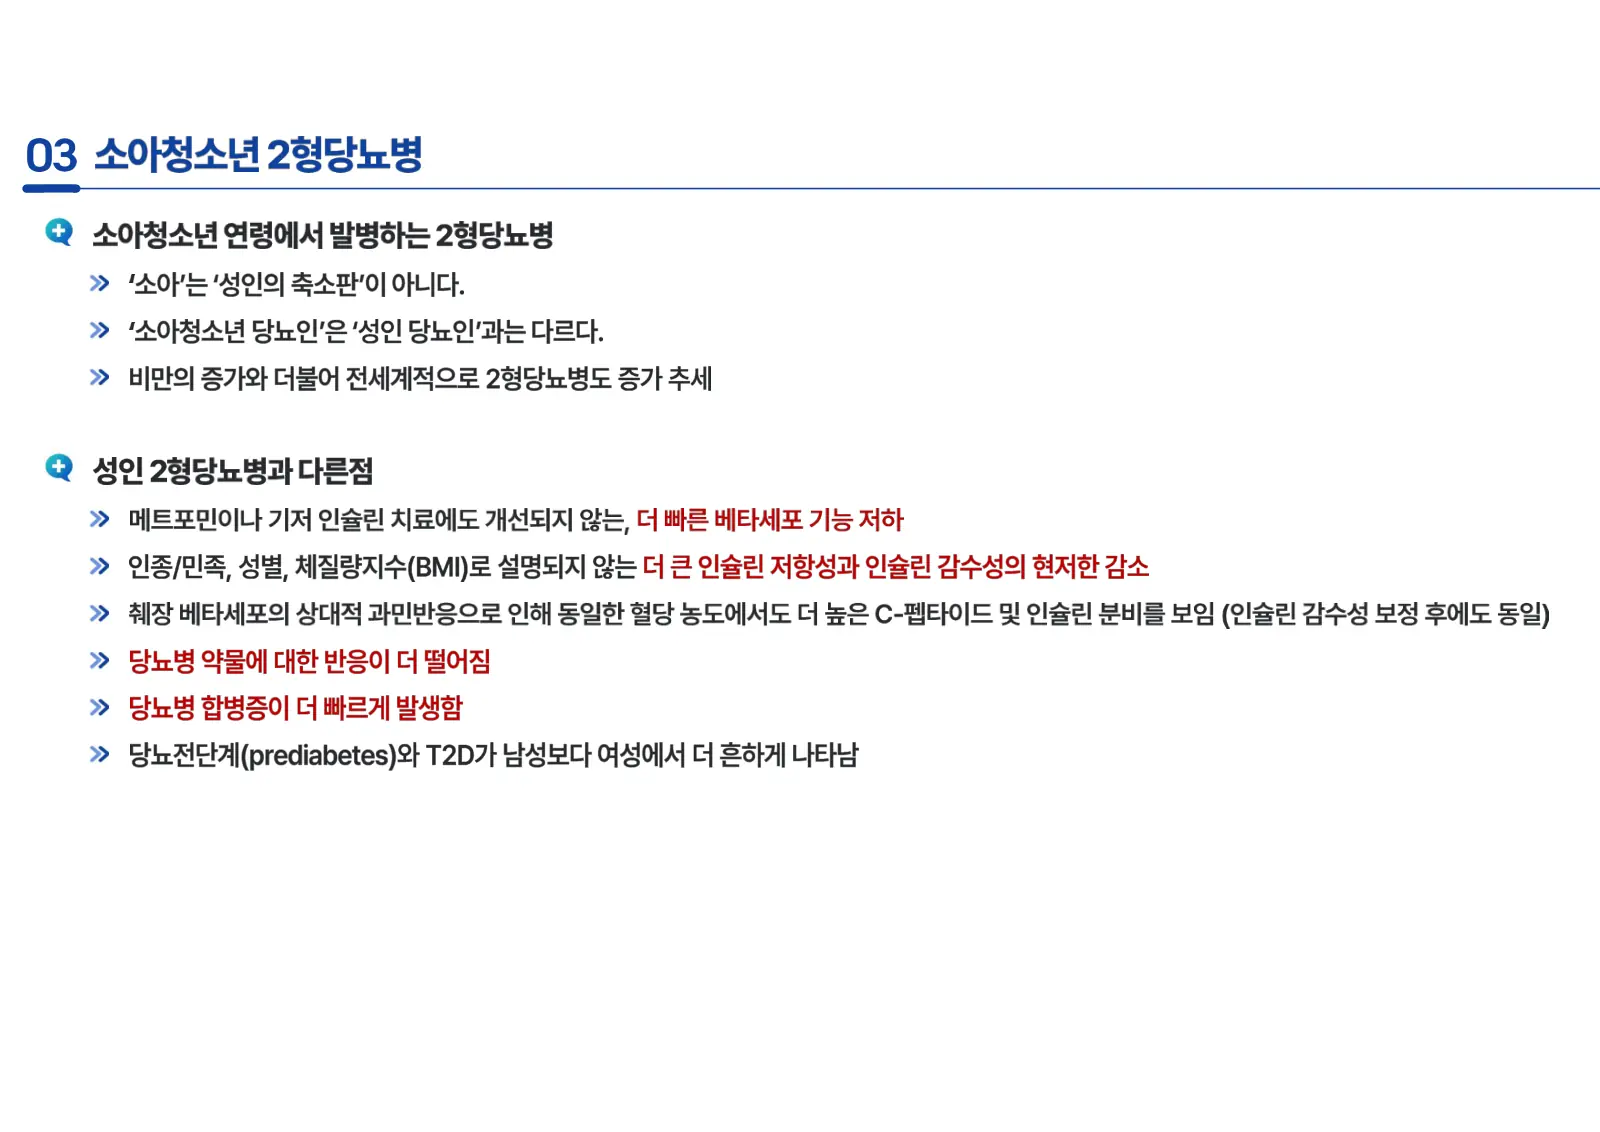 03 소아청소년 2형당뇨병
소아청소년 연령에서 발병하는 2형당뇨병
‘소아’는 ‘성인의 축소판’이 아니다.
‘소아청소년 당뇨인’은 ‘성인 당뇨인’과는 다르다.
비만의 증가와 더불어 전세계적으로 2형당뇨병도 증가 추세
성인 2형당뇨병과 다른점
메트포민이나 기저 인슐린 치료에도 개선되지 않는, 더 빠른 베타세포 기능 저하
인종/민족, 성별, 체질량지수(BMI)로 설명되지 않는 더 큰 인슐린 저항성과 인슐린 감수성의 현저한 감소
췌장 베타세포의 상대적 과민반응으로 인해 동일한 혈당 농도에서도 더 높은 C-펩타이드 및 인슐린 분비를 보임 (인슐린 감수성 보정 후에도 동일)
당뇨병 약물에 대한 반응이 더 떨어짐
당뇨병 합병증이 더 빠르게 발생함
당뇨전단계(prediabetes)와 T2D가 남성보다 여성에서 더 흔하게 나타남